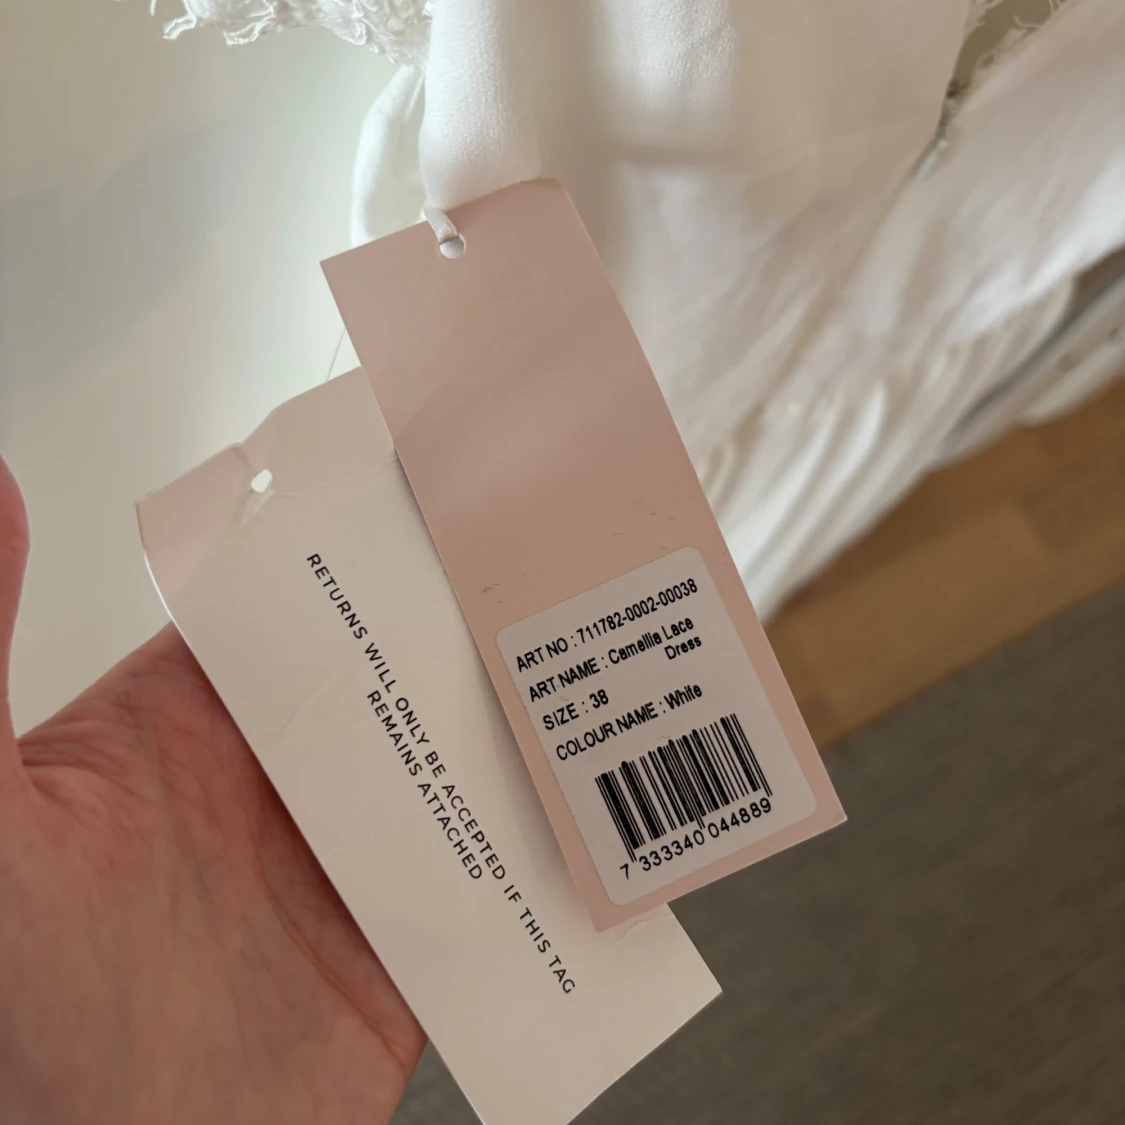 RETURNS WILL ONLY BE ACCEPTED IF THIS TAG
REMAINS ATTACHED
ART NO : 711782-0002-00038
ART NAME : Camellia Lace
Dress
SIZE : 38
COLOUR NAME : White
7 333340 044889